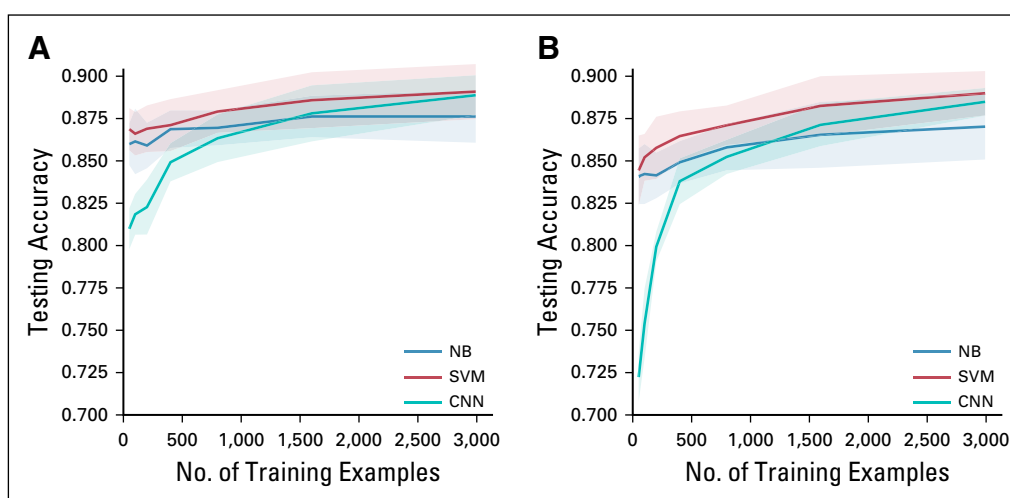 A
0.900
0.875
0.850
0.825
0.800
0.775
0.750
0.725
0.700
Testing Accuracy
NB
SVM
CNN
0 500 1,000 1,500 2,000 2,500 3,000
No. of Training Examples
B
0.900
0.875
0.850
0.825
0.800
0.775
0.750
0.725
0.700
Testing Accuracy
NB
SVM
CNN
0 500 1,000 1,500 2,000 2,500 3,000
No. of Training Examples